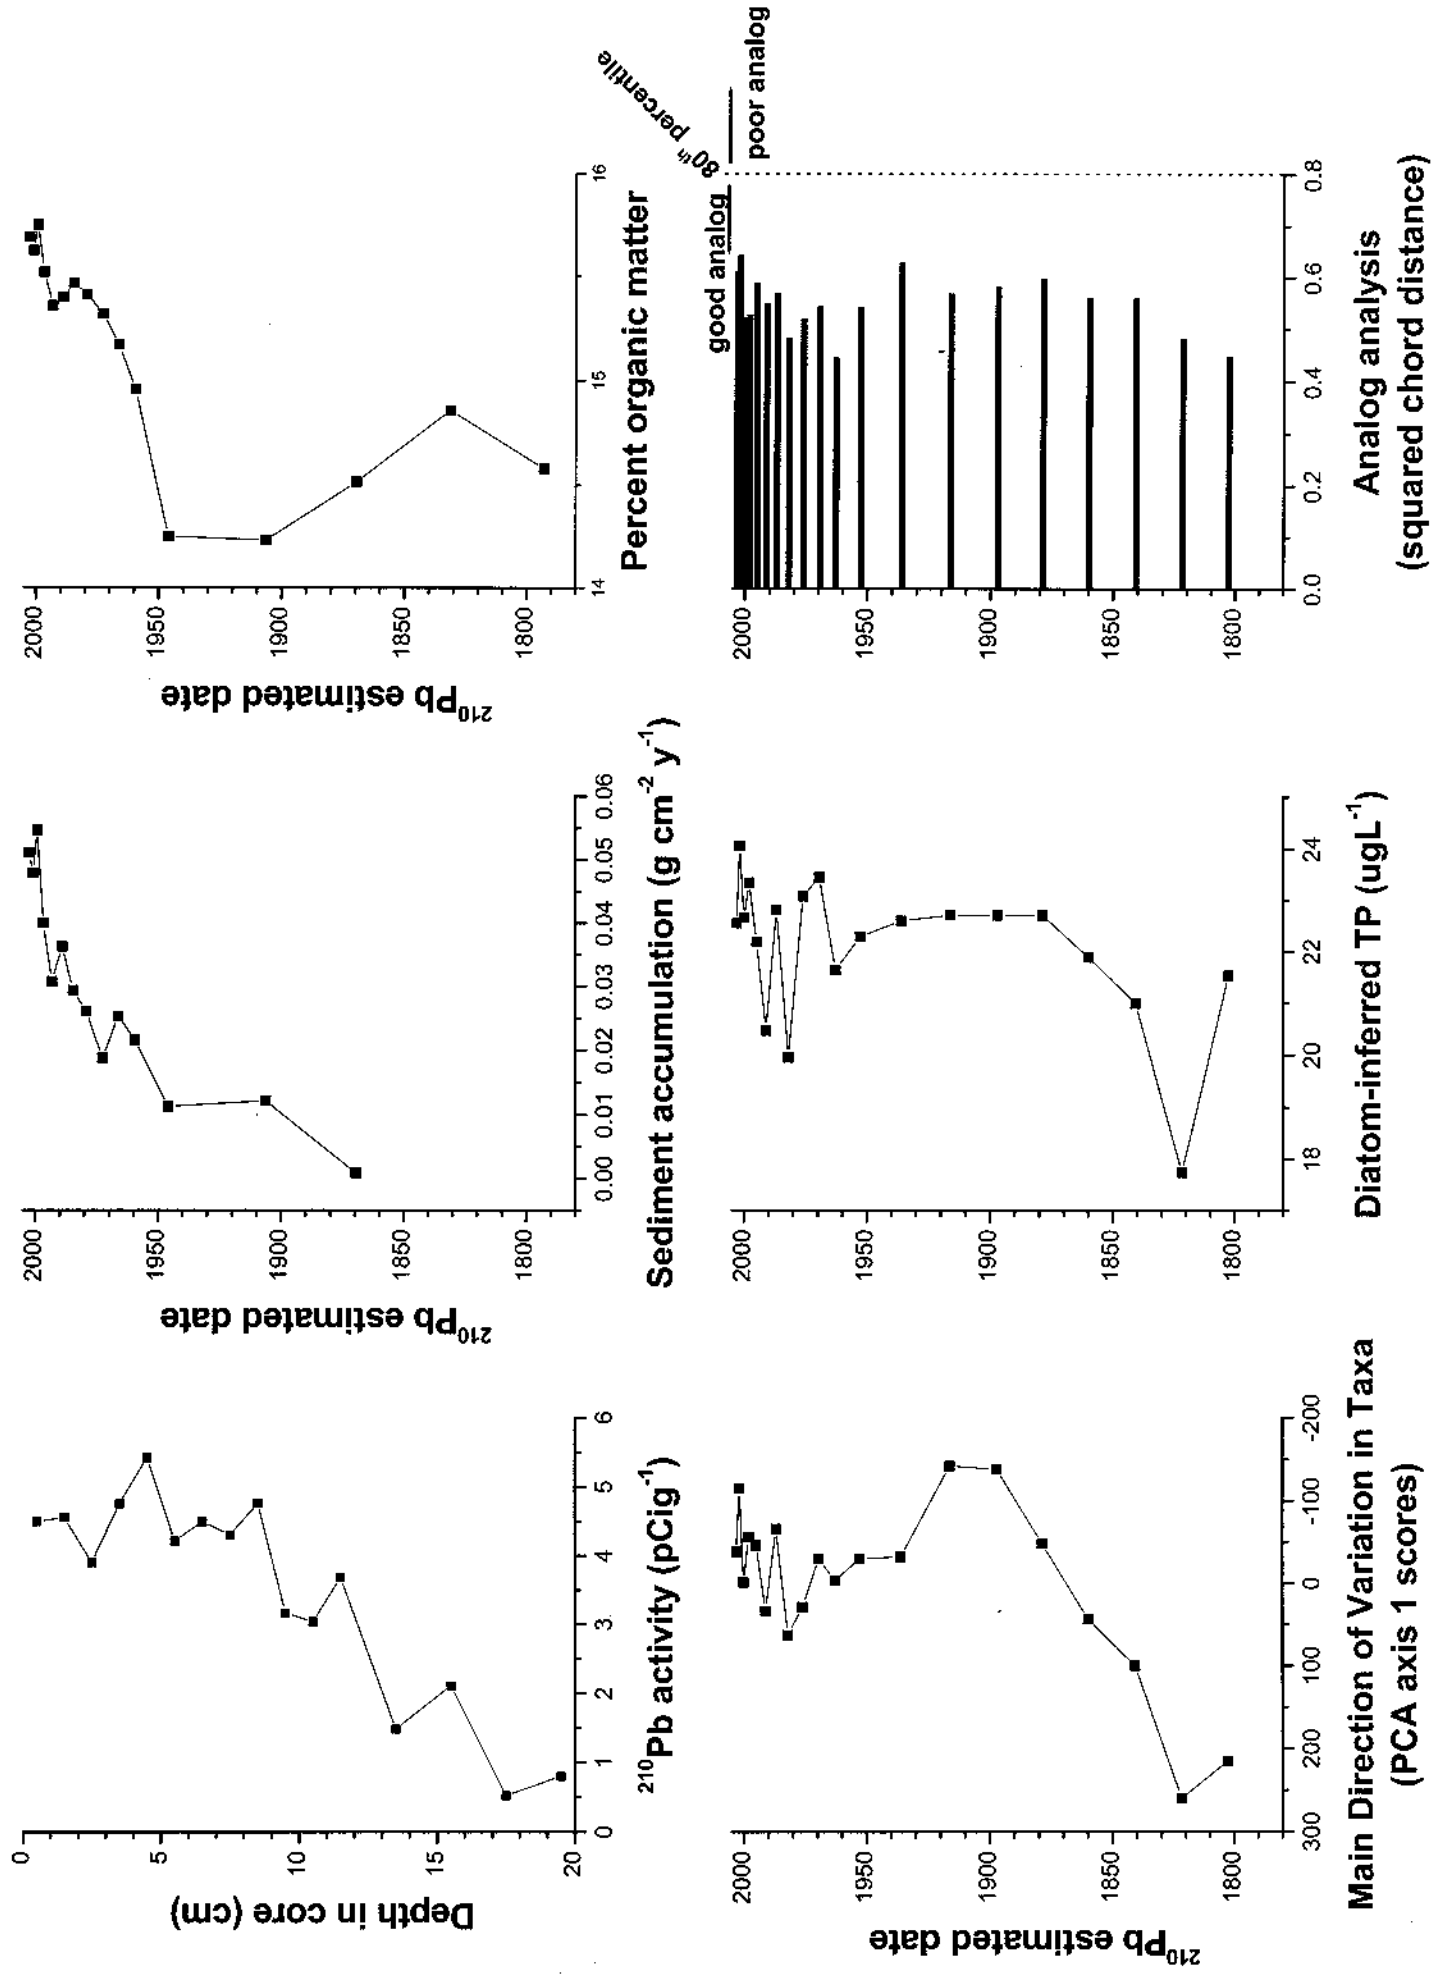 0
5
10
15
20
Depth in core (cm)
0 1 2 3 4 5 6
210Pb activity (pCig-1)
2000
1950
1900
1850
1800
210Pb estimated date
0.00 0.01 0.02 0.03 0.04 0.05 0.06
Sediment accumulation (g cm-2 y-1)
2000
1950
1900
1850
1800
210Pb estimated date
14 15 16
Percent organic matter
2000
1950
1900
1850
1800
210Pb estimated date
300 200 100 0 -100 -200
Main Direction of Variation in Taxa
(PCA axis 1 scores)
2000
1950
1900
1850
1800
18 20 22 24
Diatom-inferred TP (ugL-1)
80th percentile
good analog
poor analog
2000
1950
1900
1850
1800
0.0 0.2 0.4 0.6 0.8
Analog analysis
(squared chord distance)